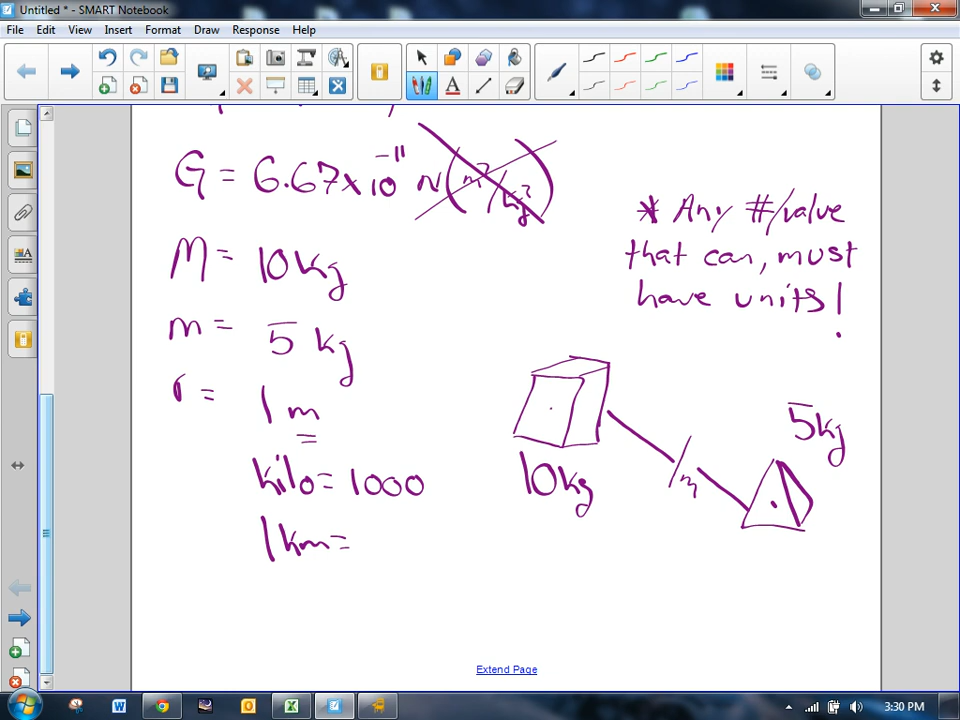 Untitled * - SMART Notebook
File Edit View Insert Format Draw Response Help
G = 6.67x10^-11 N(m²/kg²)
* Any #/value
that can, must
have units!
M = 10kg
m = 5 kg
r = 1m
kilo = 1000
1km =
10kg
1m
5kg
Extend Page
3:30 PM